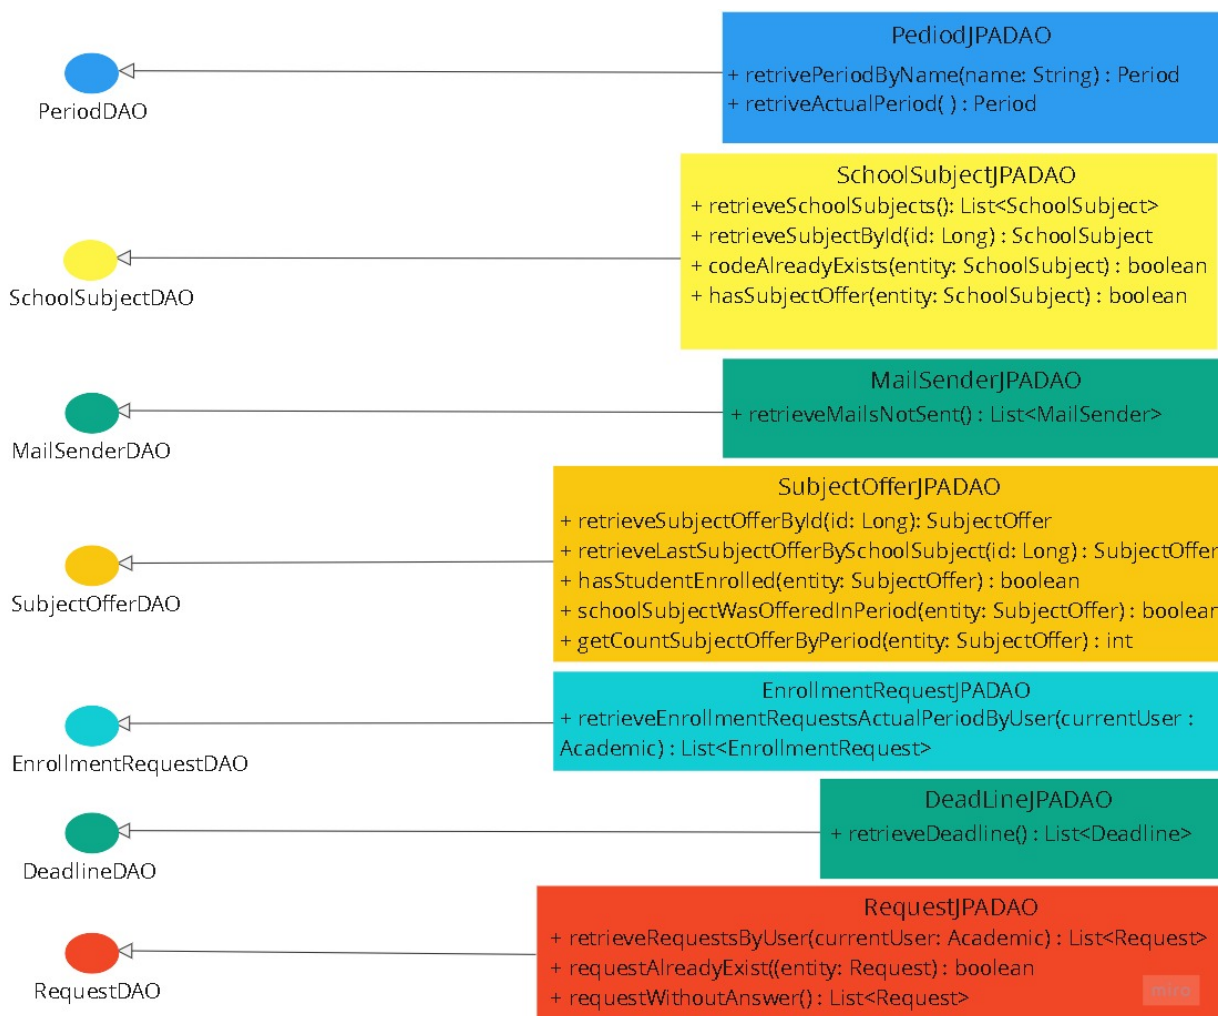 PediodJPADAO
+ retrivePeriodByName(name: String) : Period
+ retriveActualPeriod( ) : Period
PeriodDAO
SchoolSubjectJPADAO
+ retrieveSchoolSubjects(): List<SchoolSubject>
+ retrieveSubjectById(id: Long) : SchoolSubject
+ codeAlreadyExists(entity: SchoolSubject) : boolean
+ hasSubjectOffer(entity: SchoolSubject) : boolean
SchoolSubjectDAO
MailSenderJPADAO
+ retrieveMailsNotSent() : List<MailSender>
MailSenderDAO
SubjectOfferJPADAO
+ retrieveSubjectOfferById(id: Long): SubjectOffer
+ retrieveLastSubjectOfferBySchoolSubject(id: Long) : SubjectOffer
+ hasStudentEnrolled(entity: SubjectOffer) : boolean
+ schoolSubjectWasOfferedInPeriod(entity: SubjectOffer) : boolean
+ getCountSubjectOfferByPeriod(entity: SubjectOffer) : int
SubjectOfferDAO
EnrollmentRequestJPADAO
+ retrieveEnrollmentRequestsActualPeriodByUser(currentUser :
Academic) : List<EnrollmentRequest>
EnrollmentRequestDAO
DeadLineJPADAO
+ retrieveDeadline() : List<Deadline>
DeadlineDAO
RequestJPADAO
+ retrieveRequestsByUser(currentUser: Academic) : List<Request>
+ requestAlreadyExist((entity: Request) : boolean
+ requestWithoutAnswer() : List<Request>
RequestDAO
miro